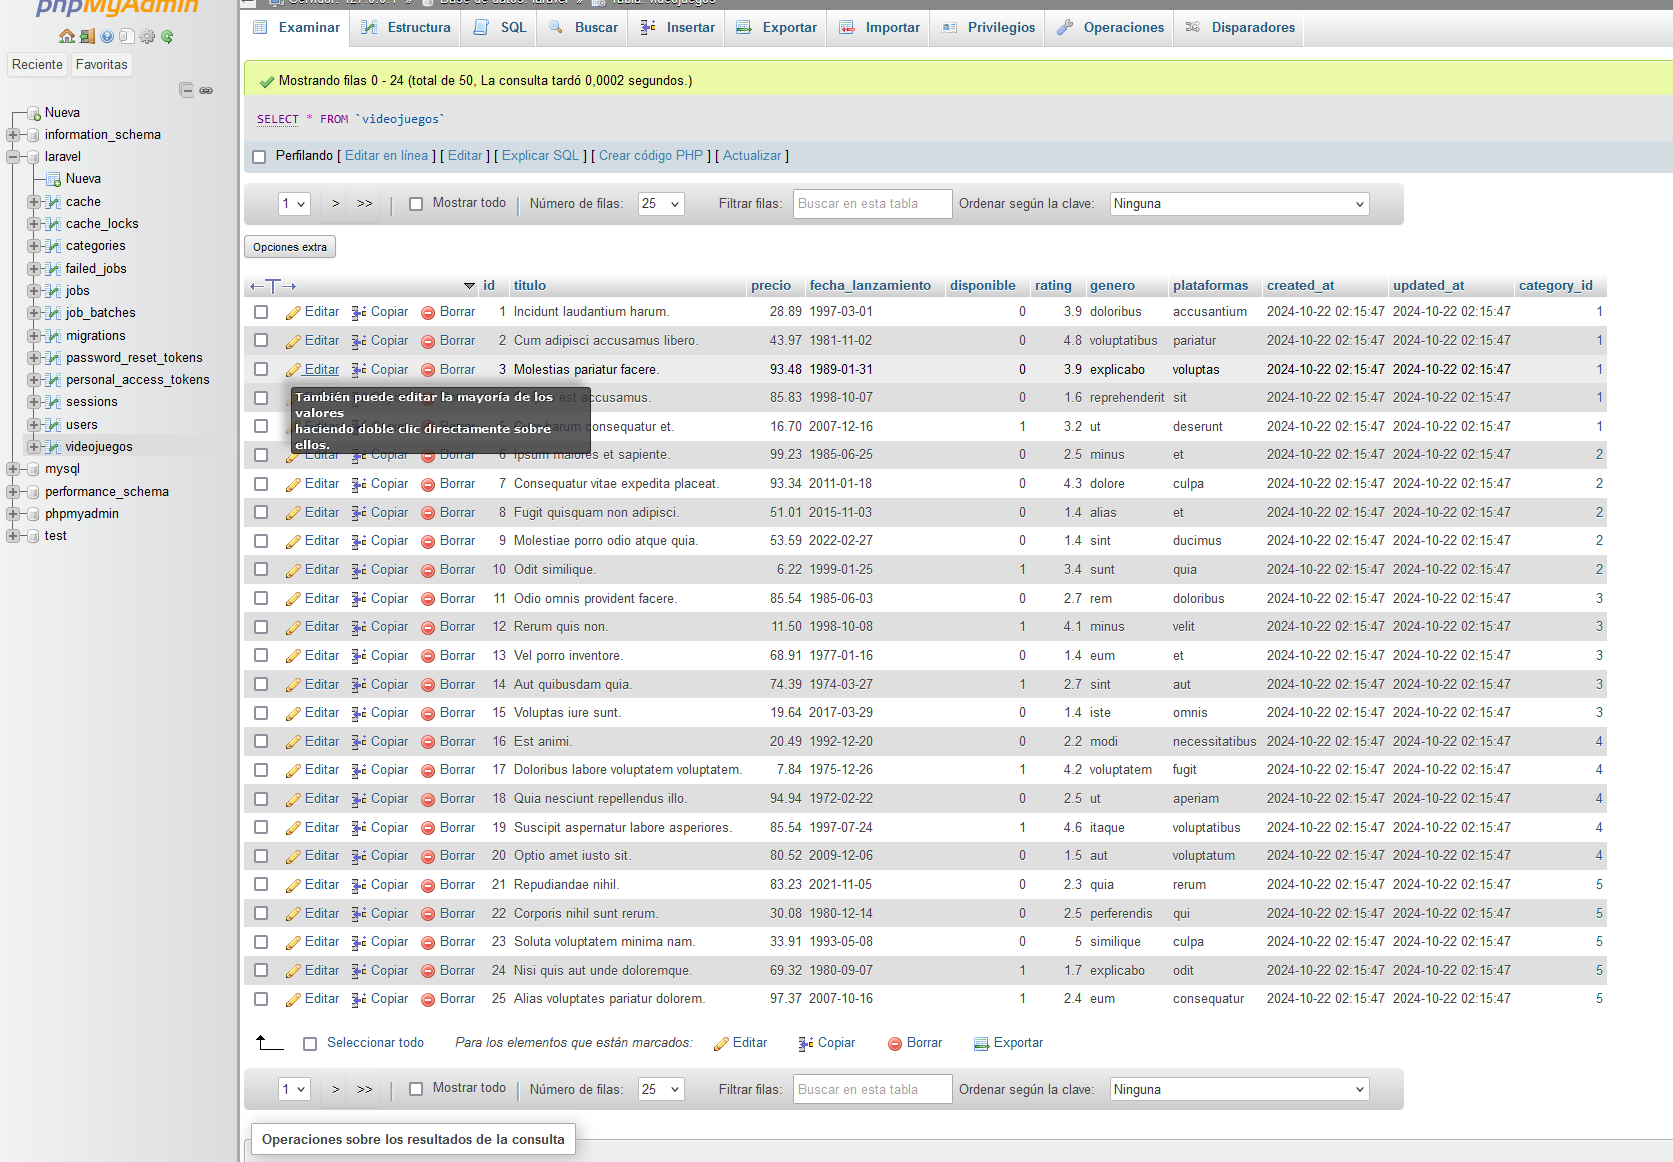 phpMyAdmin
Reciente Favoritas
Nueva
information_schema
laravel
Nueva
cache
cache_locks
categories
failed_jobs
jobs
job_batches
migrations
password_reset_tokens
personal_access_tokens
sessions
users
videojuegos
mysql
performance_schema
phpmyadmin
test
Servidor: 127.0.0.1 » Base de datos: laravel » Tabla: videojuegos
Examinar Estructura SQL Buscar Insertar Exportar Importar Privilegios Operaciones Disparadores
Mostrando filas 0 - 24 (total de 50, La consulta tardó 0,0002 segundos.)
SELECT * FROM `videojuegos`
Perfilando [ Editar en línea ] [ Editar ] [ Explicar SQL ] [ Crear código PHP ] [ Actualizar ]
1 > >> Mostrar todo Número de filas: 25 Filtrar filas: Buscar en esta tabla Ordenar según la clave: Ninguna
Opciones extra
←T→ id titulo precio fecha_lanzamiento disponible rating genero plataformas created_at updated_at category_id
Editar Copiar Borrar 1 Incidunt laudantium harum. 28.89 1997-03-01 0 3.9 doloribus accusantium 2024-10-22 02:15:47 2024-10-22 02:15:47 1
Editar Copiar Borrar 2 Cum adipisci accusamus libero. 43.97 1981-11-02 0 4.8 voluptatibus pariatur 2024-10-22 02:15:47 2024-10-22 02:15:47 1
Editar Copiar Borrar 3 Molestias pariatur facere. 93.48 1989-01-31 0 3.9 explicabo voluptas 2024-10-22 02:15:47 2024-10-22 02:15:47 1
También puede editar la mayoría de los
valores
haciendo doble clic directamente sobre
ellos.
accusamus. 85.83 1998-10-07 0 1.6 reprehenderit sit 2024-10-22 02:15:47 2024-10-22 02:15:47 1
consequatur et. 16.70 2007-12-16 1 3.2 ut deserunt 2024-10-22 02:15:47 2024-10-22 02:15:47 1
Editar Copiar Borrar 6 Ipsum maiores et sapiente. 99.23 1985-06-25 0 2.5 minus et 2024-10-22 02:15:47 2024-10-22 02:15:47 2
Editar Copiar Borrar 7 Consequatur vitae expedita placeat. 93.34 2011-01-18 0 4.3 dolore culpa 2024-10-22 02:15:47 2024-10-22 02:15:47 2
Editar Copiar Borrar 8 Fugit quisquam non adipisci. 51.01 2015-11-03 0 1.4 alias et 2024-10-22 02:15:47 2024-10-22 02:15:47 2
Editar Copiar Borrar 9 Molestiae porro odio atque quia. 53.59 2022-02-27 0 1.4 sint ducimus 2024-10-22 02:15:47 2024-10-22 02:15:47 2
Editar Copiar Borrar 10 Odit similique. 6.22 1999-01-25 1 3.4 sunt quia 2024-10-22 02:15:47 2024-10-22 02:15:47 2
Editar Copiar Borrar 11 Odio omnis provident facere. 85.54 1985-06-03 0 2.7 rem doloribus 2024-10-22 02:15:47 2024-10-22 02:15:47 3
Editar Copiar Borrar 12 Rerum quis non. 11.50 1998-10-08 1 4.1 minus velit 2024-10-22 02:15:47 2024-10-22 02:15:47 3
Editar Copiar Borrar 13 Vel porro inventore. 68.91 1977-01-16 0 1.4 eum et 2024-10-22 02:15:47 2024-10-22 02:15:47 3
Editar Copiar Borrar 14 Aut quibusdam quia. 74.39 1974-03-27 1 2.7 sint aut 2024-10-22 02:15:47 2024-10-22 02:15:47 3
Editar Copiar Borrar 15 Voluptas iure sunt. 19.64 2017-03-29 0 1.4 iste omnis 2024-10-22 02:15:47 2024-10-22 02:15:47 3
Editar Copiar Borrar 16 Est animi. 20.49 1992-12-20 0 2.2 modi necessitatibus 2024-10-22 02:15:47 2024-10-22 02:15:47 4
Editar Copiar Borrar 17 Doloribus labore voluptatem voluptatem. 7.84 1975-12-26 1 4.2 voluptatem fugit 2024-10-22 02:15:47 2024-10-22 02:15:47 4
Editar Copiar Borrar 18 Quia nesciunt repellendus illo. 94.94 1972-02-22 0 2.5 ut aperiam 2024-10-22 02:15:47 2024-10-22 02:15:47 4
Editar Copiar Borrar 19 Suscipit aspernatur labore asperiores. 85.54 1997-07-24 1 4.6 itaque voluptatibus 2024-10-22 02:15:47 2024-10-22 02:15:47 4
Editar Copiar Borrar 20 Optio amet iusto sit. 80.52 2009-12-06 0 1.5 aut voluptatum 2024-10-22 02:15:47 2024-10-22 02:15:47 4
Editar Copiar Borrar 21 Repudiandae nihil. 83.23 2021-11-05 0 2.3 quia rerum 2024-10-22 02:15:47 2024-10-22 02:15:47 5
Editar Copiar Borrar 22 Corporis nihil sunt rerum. 30.08 1980-12-14 0 2.5 perferendis qui 2024-10-22 02:15:47 2024-10-22 02:15:47 5
Editar Copiar Borrar 23 Soluta voluptatem minima nam. 33.91 1993-05-08 0 5 similique culpa 2024-10-22 02:15:47 2024-10-22 02:15:47 5
Editar Copiar Borrar 24 Nisi quis aut unde doloremque. 69.32 1980-09-07 1 1.7 explicabo odit 2024-10-22 02:15:47 2024-10-22 02:15:47 5
Editar Copiar Borrar 25 Alias voluptates pariatur dolorem. 97.37 2007-10-16 1 2.4 eum consequatur 2024-10-22 02:15:47 2024-10-22 02:15:47 5
Seleccionar todo Para los elementos que están marcados: Editar Copiar Borrar Exportar
1 > >> Mostrar todo Número de filas: 25 Filtrar filas: Buscar en esta tabla Ordenar según la clave: Ninguna
Operaciones sobre los resultados de la consulta